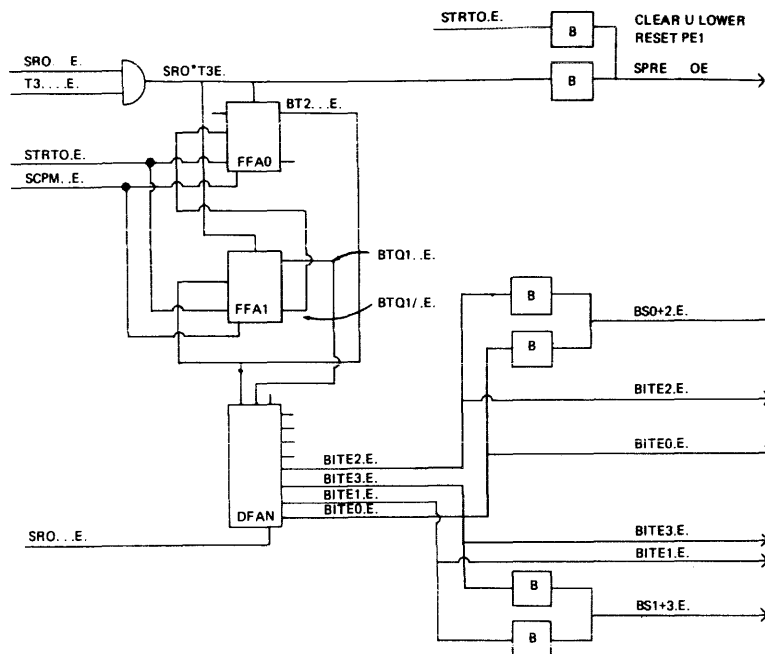 STRTO.E.
B
CLEAR U LOWER
RESET PE1
SRO E.
T3....E.
SRO*T3E.
B
SPRE OE
BT2...E.
FFA0
STRTO.E.
SCPM..E.
BTQ1..E.
FFA1
BTQ1/.E.
B
BS0+2.E.
B
BITE2.E.
BITE0.E.
BITE2.E.
BITE3.E.
BITE1.E.
BITE0.E.
DFAN
SRO...E.
BITE3.E.
BITE1.E.
B
BS1+3.E.
B